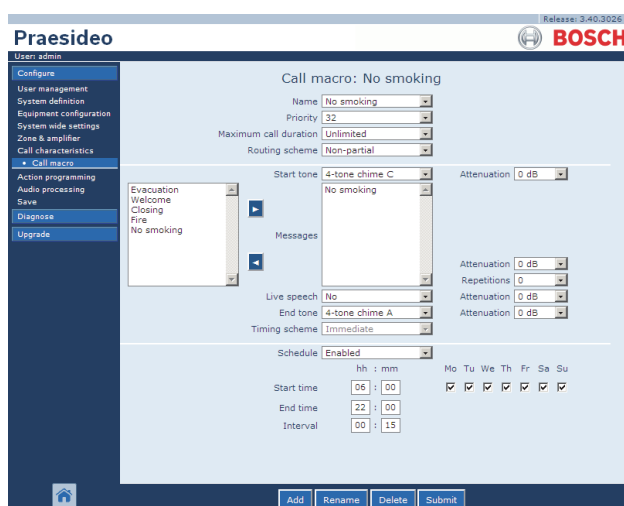 Release: 3.40.3026
Praesideo
BOSCH
User: admin
Configure
User management
System definition
Equipment configuration
System wide settings
Zone & amplifier
Call characteristics
• Call macro
Action programming
Audio processing
Save
Diagnose
Upgrade
Call macro: No smoking
Name No smoking
Priority 32
Maximum call duration Unlimited
Routing scheme Non-partial
Start tone 4-tone chime C Attenuation 0 dB
Evacuation
Welcome
Closing
Fire
No smoking
Messages
No smoking
Attenuation 0 dB
Repetitions 0
Live speech No Attenuation 0 dB
End tone 4-tone chime A Attenuation 0 dB
Timing scheme Immediate
Schedule Enabled
hh : mm Mo Tu We Th Fr Sa Su
Start time 06 : 00
End time 22 : 00
Interval 00 : 15
Add Rename Delete Submit